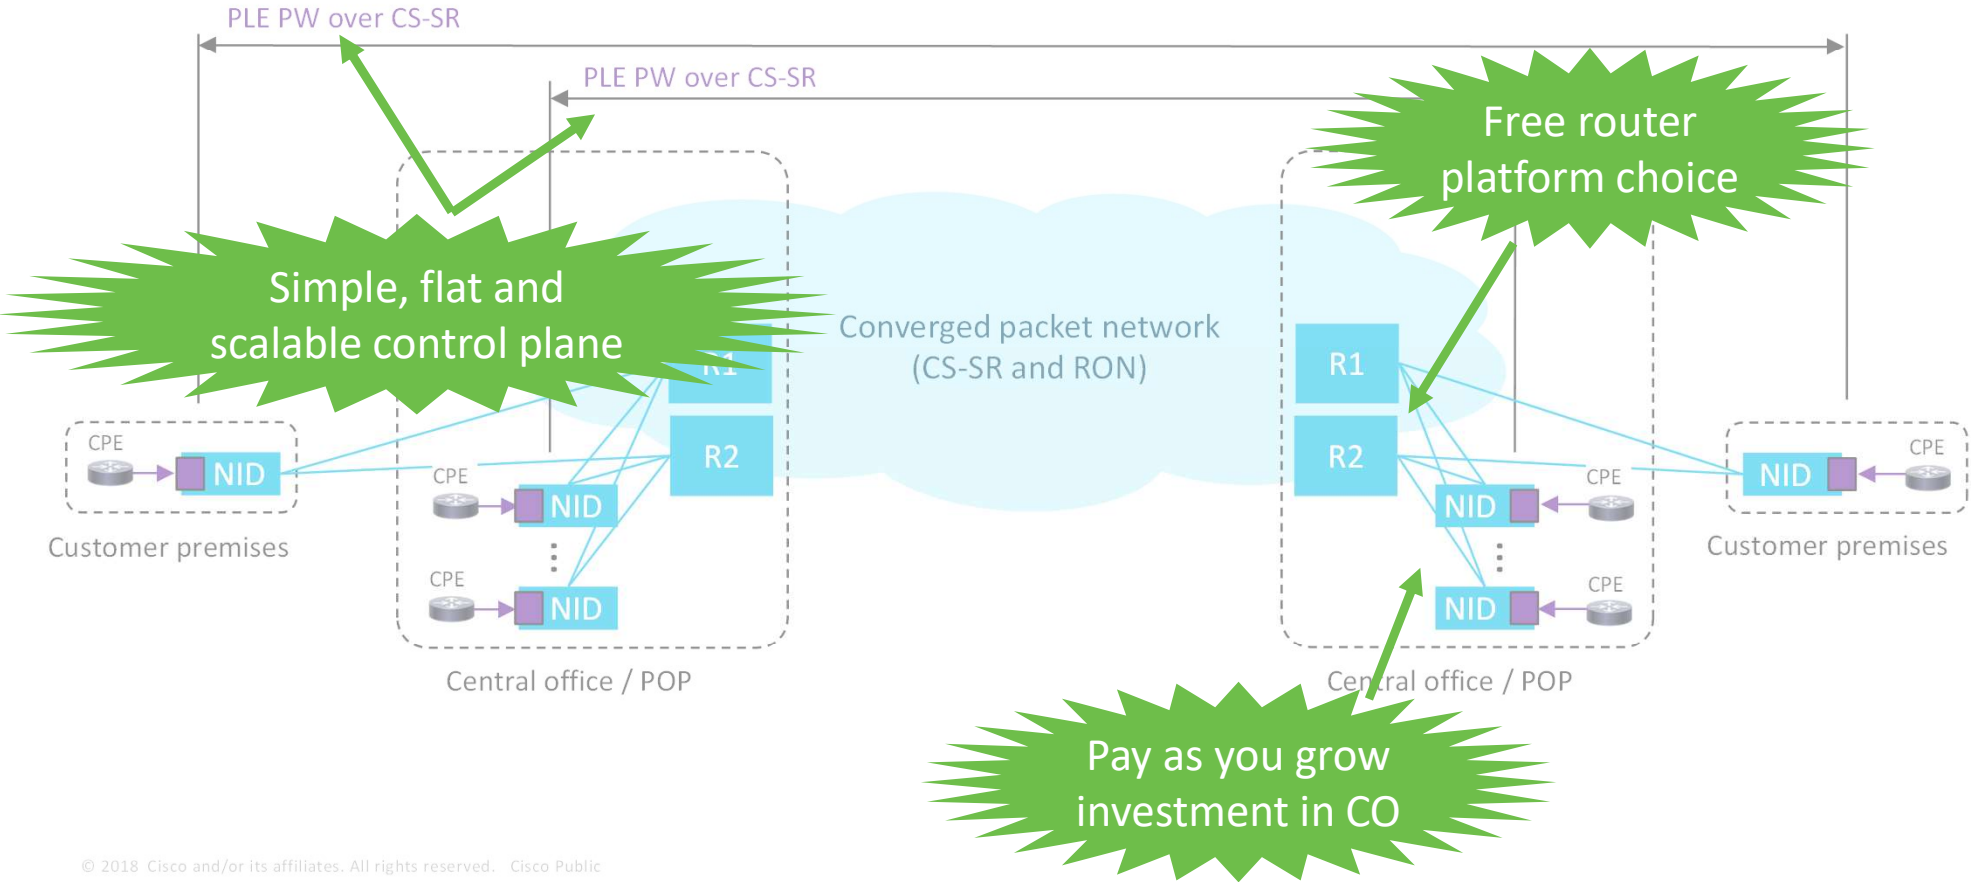 PLE PW over CS-SR
PLE PW over CS-SR
Free router
platform choice
Simple, flat and
scalable control plane
Converged packet network
(CS-SR and RON)
R1
R2
R1
R2
CPE
NID
Customer premises
CPE
NID
CPE
NID
Central office / POP
CPE
NID
CPE
NID
Central office / POP
CPE
NID
Customer premises
Pay as you grow
investment in CO
© 2018 Cisco and/or its affiliates. All rights reserved. Cisco Public